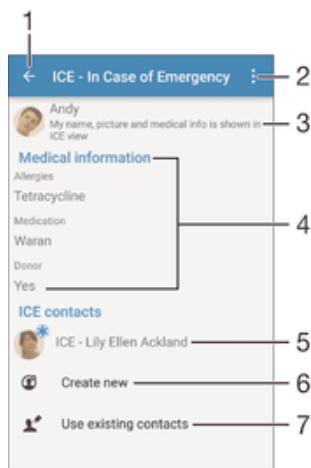 1
ICE - In Case of Emergency
2
Andy
My name, picture and medical info is shown in
ICE view
3
Medical information
Allergies
Tetracycline
Medication
Waran
Donor
Yes
4
ICE contacts
ICE - Lily Ellen Ackland
5
Create new
6
Use existing contacts
7